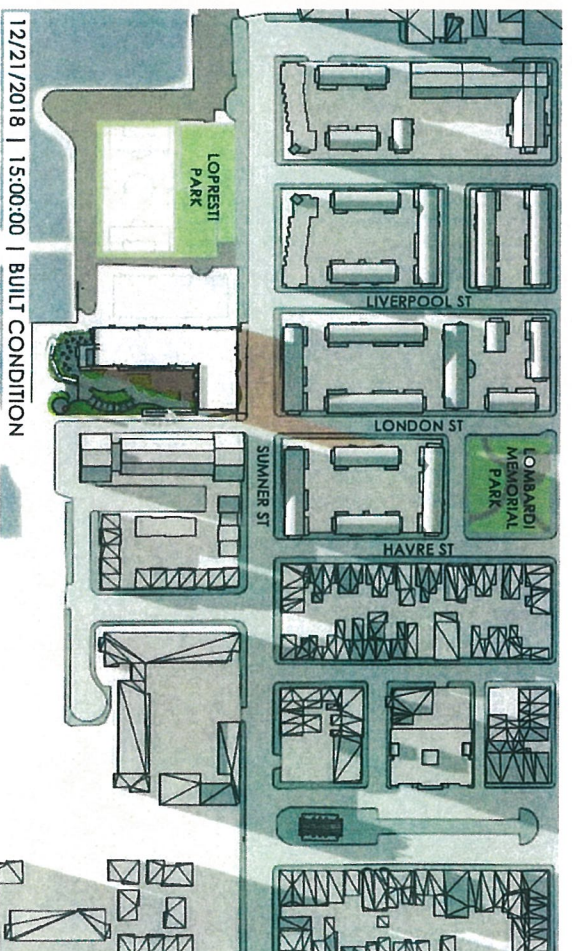 LOPRESTI
PARK
LIVERPOOL ST
LONDON ST
LOMBARDI
MEMORIAL
PARK
SUMNER ST
HAVRE ST
12/21/2018 | 15:00:00 | BUILT CONDITION